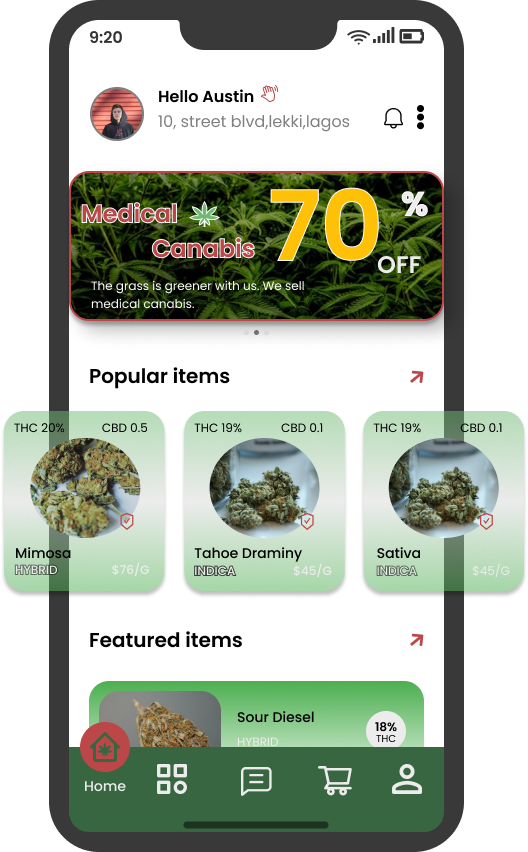 9:20
Hello Austin
10, street blvd,lekki,lagos
Medical
Canabis
70 %
OFF
The grass is greener with us. We sell
medical canabis.
Popular items
THC 20% CBD 0.5
Mimosa
HYBRID $76/G
THC 19% CBD 0.1
Tahoe Draminy
INDICA $45/G
THC 19% CBD 0.1
Sativa
INDICA $45/G
Featured items
Sour Diesel
HYBRID
18%
THC
Home